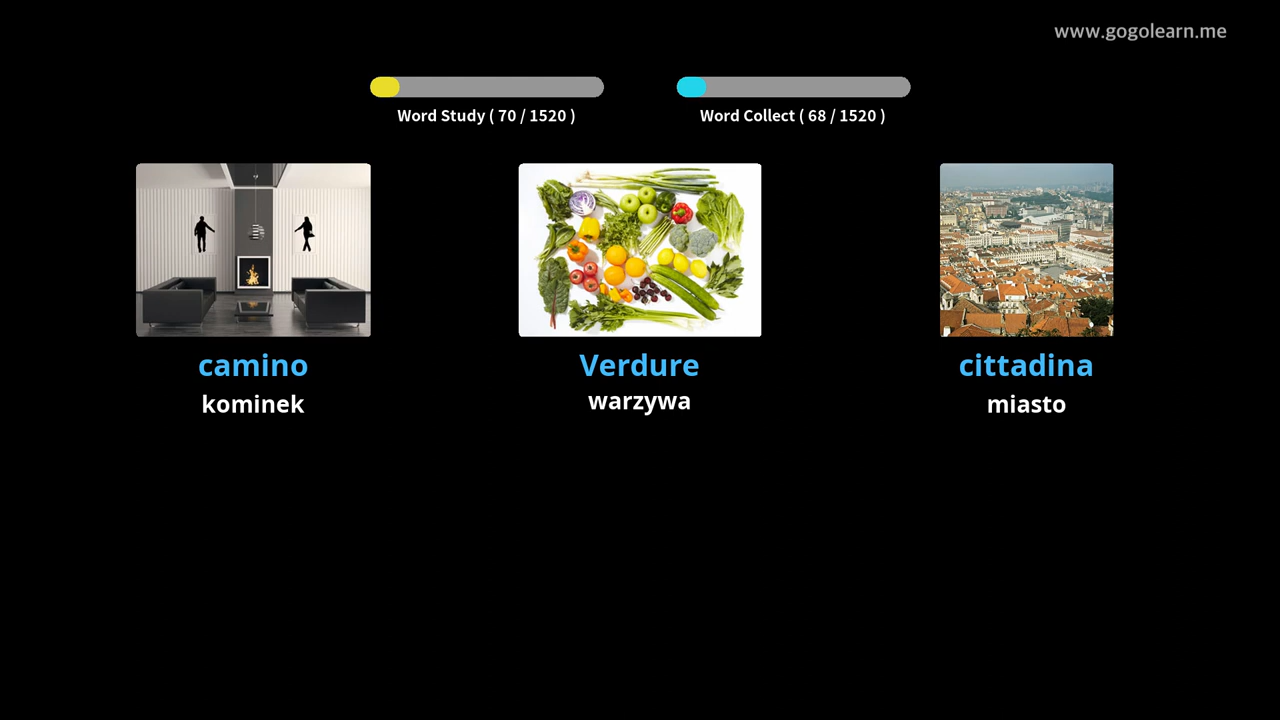 www.gogolearn.me
Word Study ( 70 / 1520 )
Word Collect ( 68 / 1520 )
camino
kominek
Verdure
warzywa
cittadina
miasto